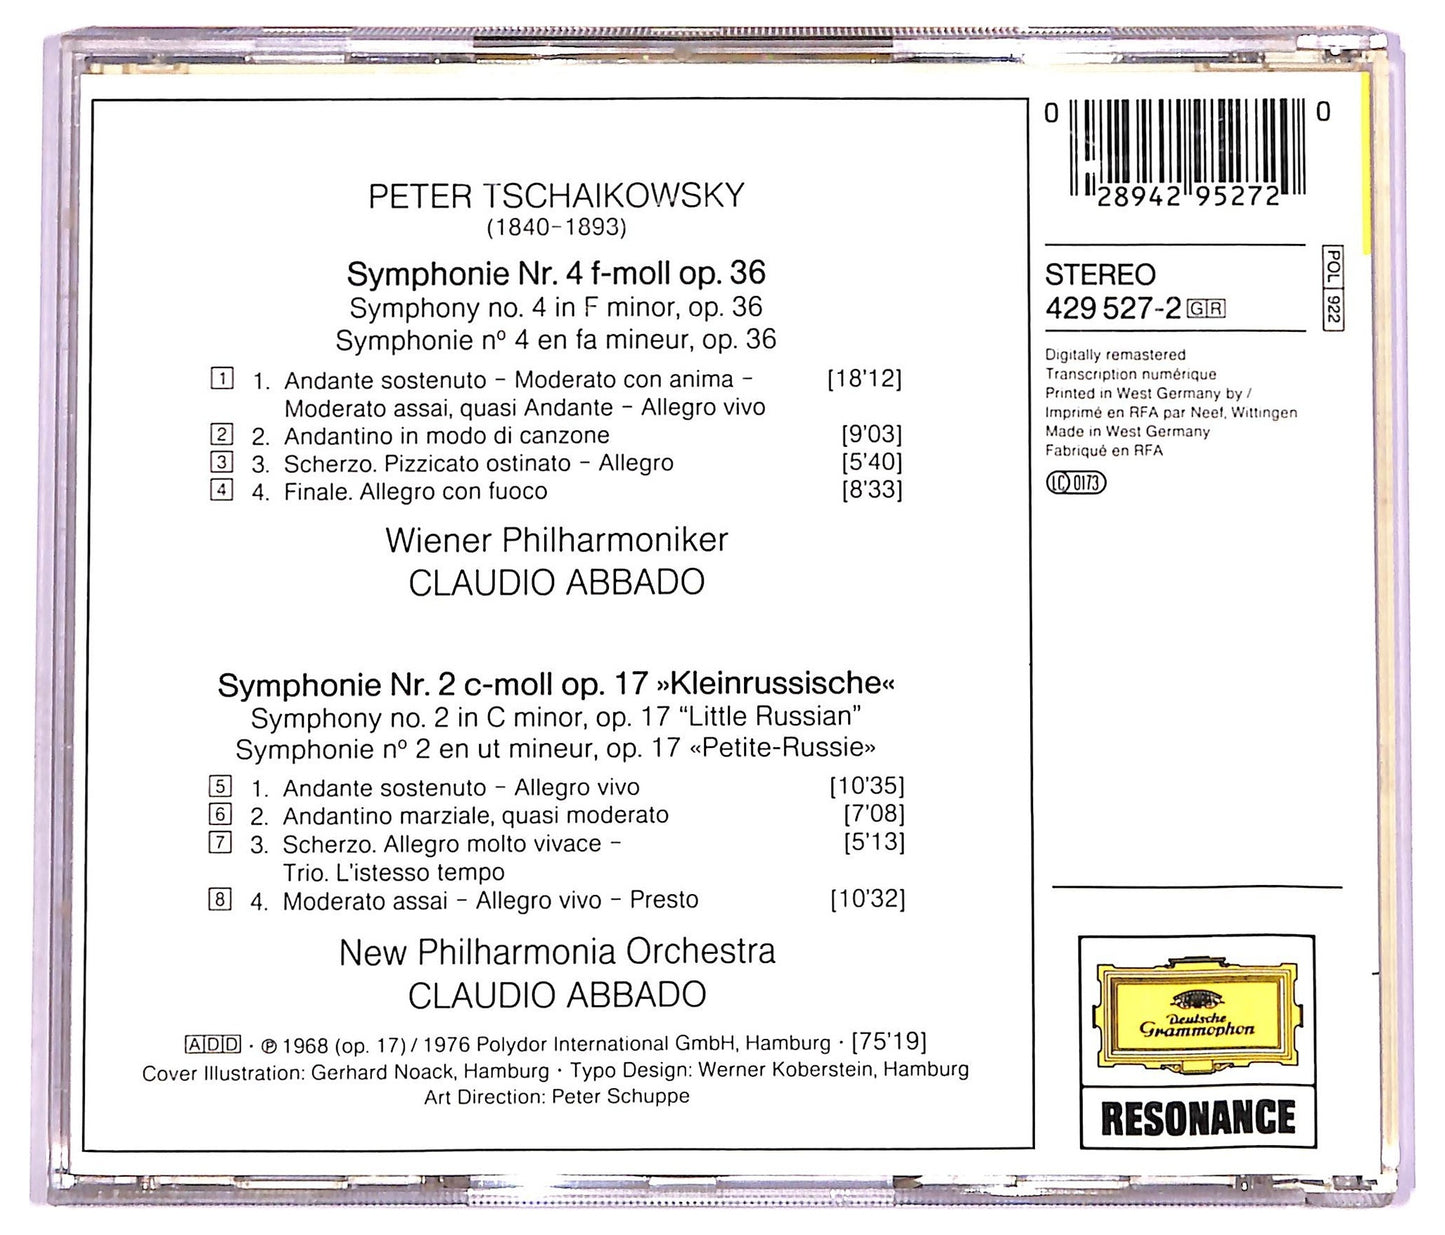 PETER TSCHAIKOWSKY
(1840–1893)
Symphonie Nr. 4 f-moll op. 36
Symphony no. 4 in F minor, op. 36
Symphonie nº 4 en fa mineur, op. 36
1 1. Andante sostenuto – Moderato con anima – [18'12]
Moderato assai, quasi Andante – Allegro vivo
2 2. Andantino in modo di canzone [9'03]
3 3. Scherzo. Pizzicato ostinato – Allegro [5'40]
4 4. Finale. Allegro con fuoco [8'33]
Wiener Philharmoniker
CLAUDIO ABBADO
Symphonie Nr. 2 c-moll op. 17 »Kleinrussische«
Symphony no. 2 in C minor, op. 17 “Little Russian”
Symphonie nº 2 en ut mineur, op. 17 «Petite-Russie»
5 1. Andante sostenuto – Allegro vivo [10'35]
6 2. Andantino marziale, quasi moderato [7'08]
7 3. Scherzo. Allegro molto vivace – [5'13]
Trio. L'istesso tempo
8 4. Moderato assai – Allegro vivo – Presto [10'32]
New Philharmonia Orchestra
CLAUDIO ABBADO
ADD · ℗ 1968 (op. 17) / 1976 Polydor International GmbH, Hamburg · [75'19]
Cover Illustration: Gerhard Noack, Hamburg · Typo Design: Werner Koberstein, Hamburg
Art Direction: Peter Schuppe
0 28942 95272 0
STEREO
429 527-2 GR
POL 922
Digitally remastered
Transcription numérique
Printed in West Germany by /
Imprimé en RFA par Neef, Wittingen
Made in West Germany
Fabriqué en RFA
LC 0173
Deutsche
Grammophon
RESONANCE